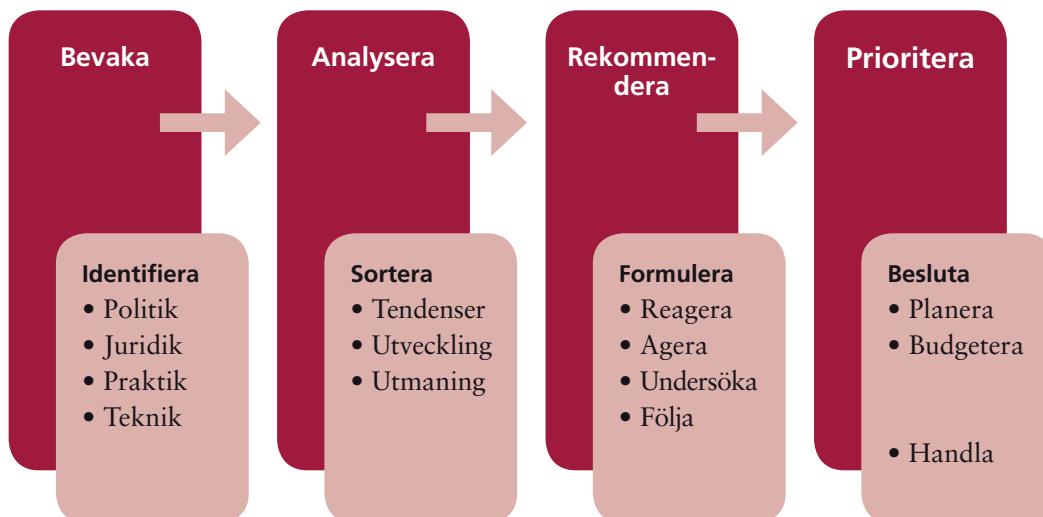 Bevaka
Identifiera
• Politik
• Juridik
• Praktik
• Teknik
Analysera
Sortera
• Tendenser
• Utveckling
• Utmaning
Rekommen-
dera
Formulera
• Reagera
• Agera
• Undersöka
• Följa
Prioritera
Besluta
• Planera
• Budgetera
• Handla